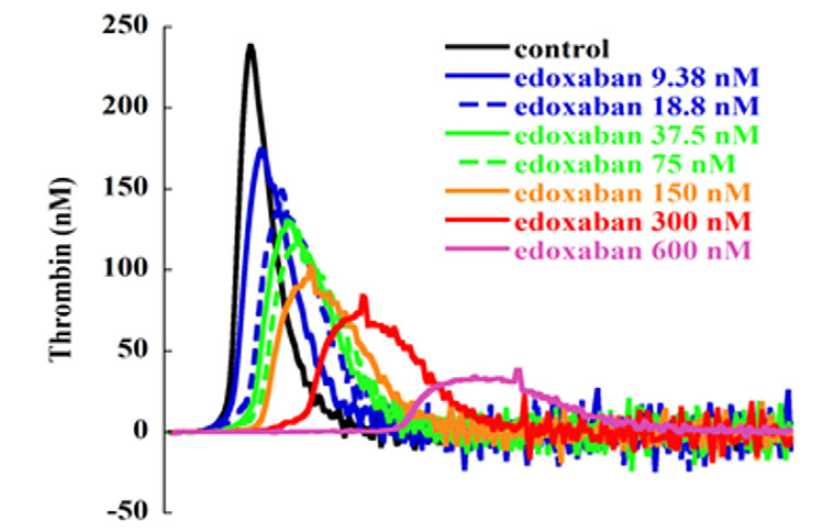 250
200
150
100
50
0
-50
Thrombin (nM)
control
edoxaban 9.38 nM
edoxaban 18.8 nM
edoxaban 37.5 nM
edoxaban 75 nM
edoxaban 150 nM
edoxaban 300 nM
edoxaban 600 nM